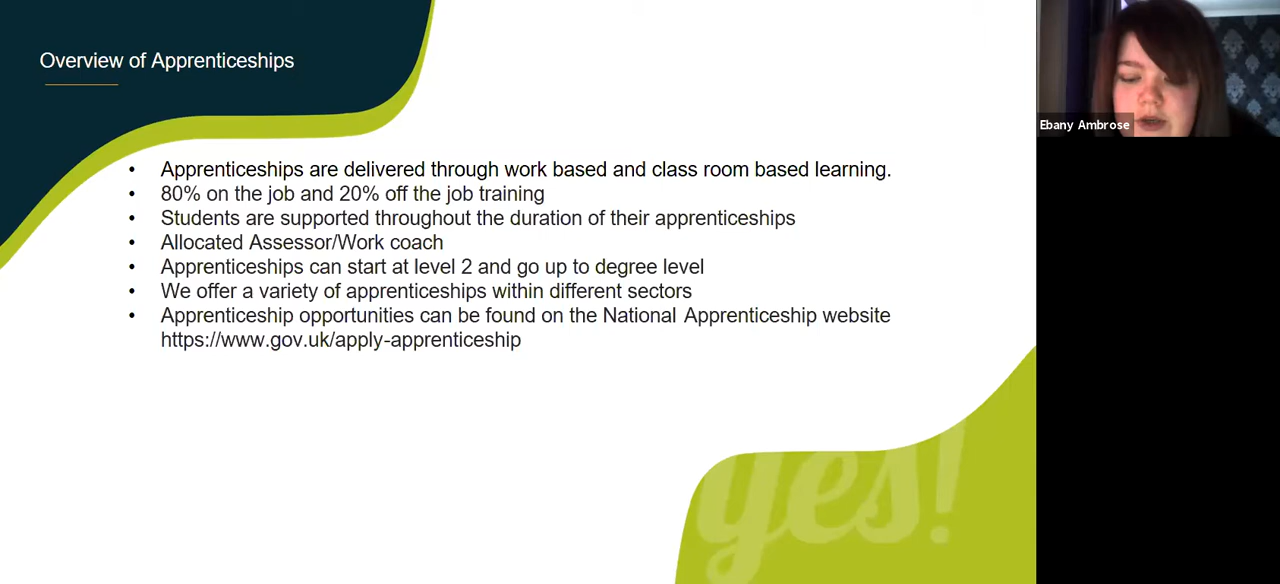 Overview of Apprenticeships
Ebany Ambrose
• Apprenticeships are delivered through work based and class room based learning.
• 80% on the job and 20% off the job training
• Students are supported throughout the duration of their apprenticeships
• Allocated Assessor/Work coach
• Apprenticeships can start at level 2 and go up to degree level
• We offer a variety of apprenticeships within different sectors
• Apprenticeship opportunities can be found on the National Apprenticeship website
https://www.gov.uk/apply-apprenticeship
yes!